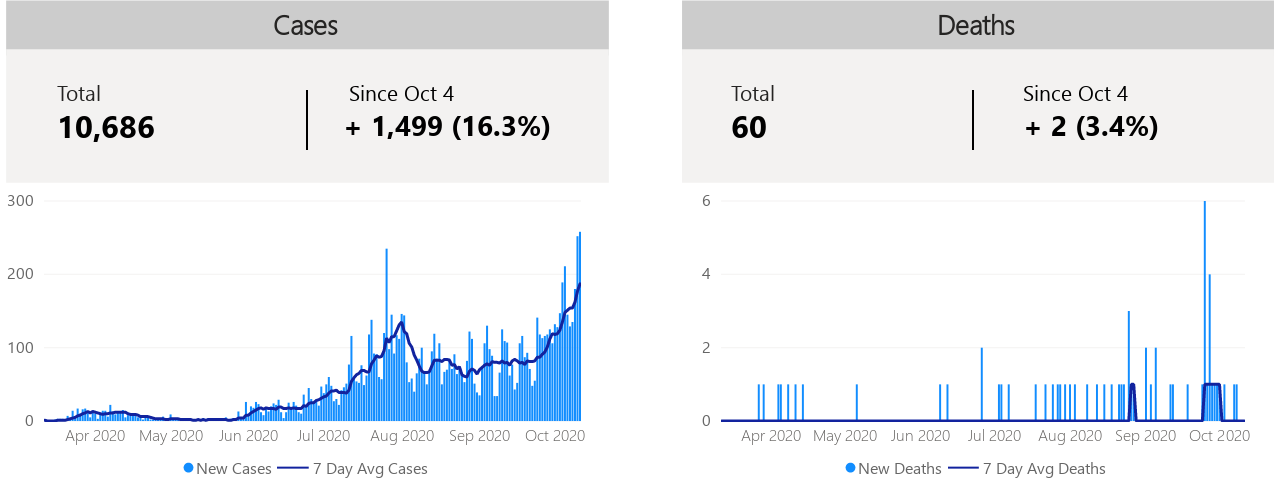 Cases
Total
Since Oct 4
10,686
+ 1,499 (16.3%)
300
200
100
0
Apr 2020 May 2020 Jun 2020 Jul 2020 Aug 2020 Sep 2020 Oct 2020
New Cases 7 Day Avg Cases
Deaths
Total
Since Oct 4
60
+ 2 (3.4%)
6
4
2
0
Apr 2020 May 2020 Jun 2020 Jul 2020 Aug 2020 Sep 2020 Oct 2020
New Deaths 7 Day Avg Deaths